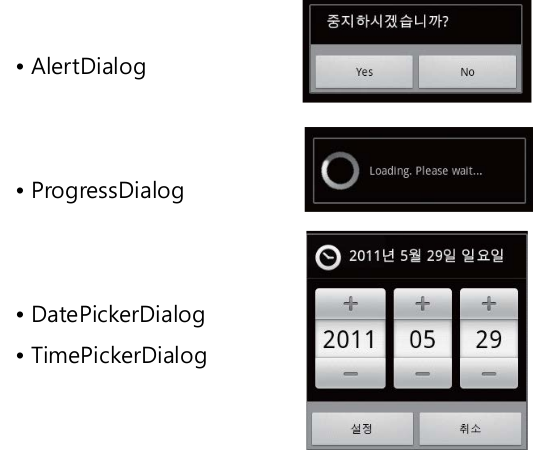 중지하시겠습니까?
• AlertDialog
Yes No
• ProgressDialog
Loading. Please wait...
2011년 5월 29일 일요일
+ + +
• DatePickerDialog
2011 05 29
• TimePickerDialog
- - -
설정 취소